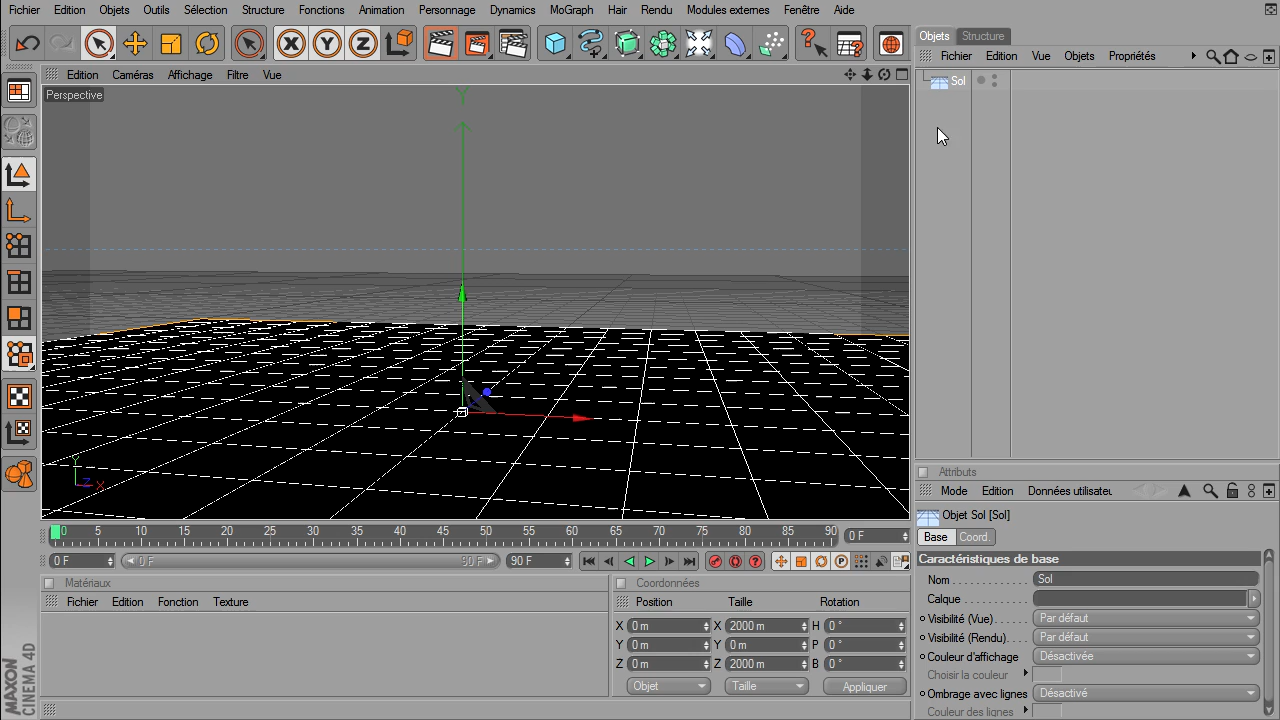 Fichier Edition Objets Outils Sélection Structure Fonctions Animation Personnage Dynamics MoGraph Hair Rendu Modules externes Fenêtre Aide
Objets Structure
Fichier Edition Vue Objets Propriétés
Edition Caméras Affichage Filtre Vue
Sol
Perspective
Y
X Y Z
Y
Z X
Attributs
Mode Edition Données utilisateu
Objet Sol [Sol]
Base Coord.
Caractéristiques de base
Nom Sol
Calque
Visibilité (Vue) Par défaut
Visibilité (Rendu) Par défaut
Couleur d'affichage Désactivée
Choisir la couleur
Ombrage avec lignes Désactivé
Couleur des lignes
0 5 10 15 20 25 30 35 40 45 50 55 60 65 70 75 80 85 90 0 F
0 F 0 F 90 F 90 F
Matériaux
Fichier Edition Fonction Texture
Coordonnées
Position Taille Rotation
X 0 m X 2000 m H 0 °
Y 0 m Y 0 m P 0 °
Z 0 m Z 2000 m B 0 °
Objet Taille Appliquer
MAXON
CINEMA 4D